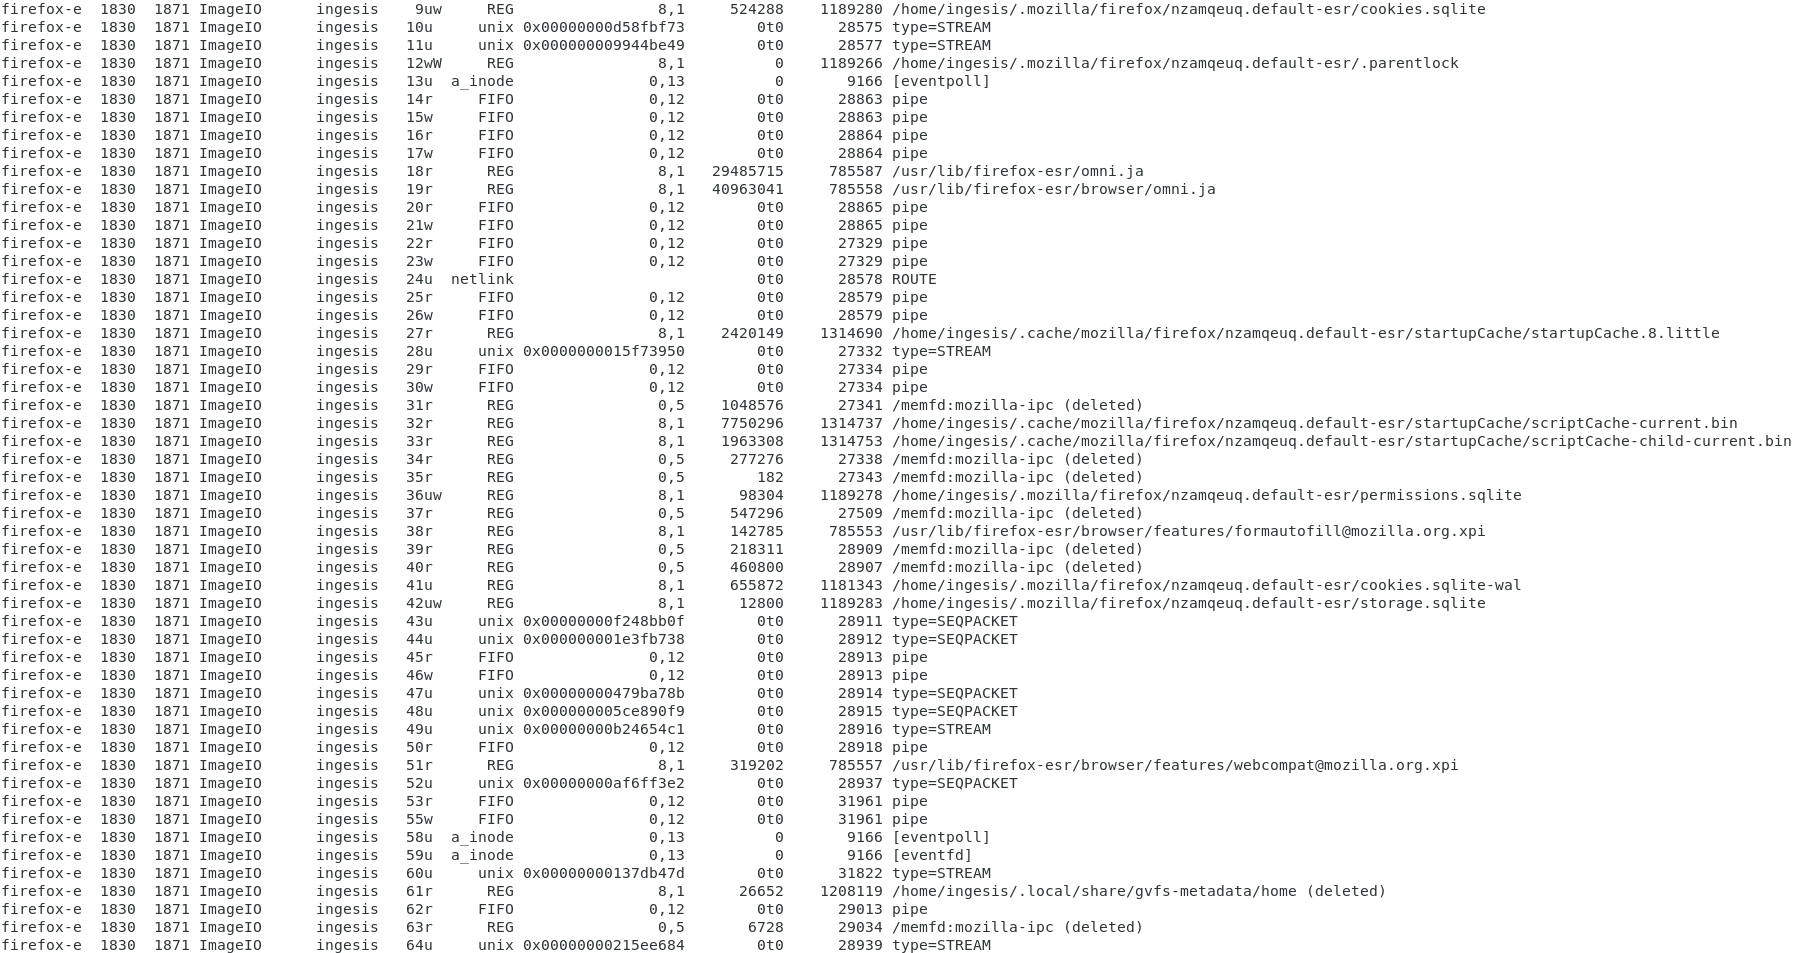 firefox-e  1830  1871 ImageIO      ingesis   9uw     REG                8,1     524288    1189280 /home/ingesis/.mozilla/firefox/nzamqeuq.default-esr/cookies.sqlite
firefox-e  1830  1871 ImageIO      ingesis  10u     unix 0x00000000d58fbf73        0t0      28575 type=STREAM
firefox-e  1830  1871 ImageIO      ingesis  11u     unix 0x000000009944be49        0t0      28577 type=STREAM
firefox-e  1830  1871 ImageIO      ingesis  12wW     REG                8,1          0    1189266 /home/ingesis/.mozilla/firefox/nzamqeuq.default-esr/.parentlock
firefox-e  1830  1871 ImageIO      ingesis  13u  a_inode               0,13          0       9166 [eventpoll]
firefox-e  1830  1871 ImageIO      ingesis  14r     FIFO               0,12        0t0      28863 pipe
firefox-e  1830  1871 ImageIO      ingesis  15w     FIFO               0,12        0t0      28863 pipe
firefox-e  1830  1871 ImageIO      ingesis  16r     FIFO               0,12        0t0      28864 pipe
firefox-e  1830  1871 ImageIO      ingesis  17w     FIFO               0,12        0t0      28864 pipe
firefox-e  1830  1871 ImageIO      ingesis  18r      REG                8,1   29485715     785587 /usr/lib/firefox-esr/omni.ja
firefox-e  1830  1871 ImageIO      ingesis  19r      REG                8,1   40963041     785558 /usr/lib/firefox-esr/browser/omni.ja
firefox-e  1830  1871 ImageIO      ingesis  20r     FIFO               0,12        0t0      28865 pipe
firefox-e  1830  1871 ImageIO      ingesis  21w     FIFO               0,12        0t0      28865 pipe
firefox-e  1830  1871 ImageIO      ingesis  22r     FIFO               0,12        0t0      27329 pipe
firefox-e  1830  1871 ImageIO      ingesis  23w     FIFO               0,12        0t0      27329 pipe
firefox-e  1830  1871 ImageIO      ingesis  24u  netlink                           0t0      28578 ROUTE
firefox-e  1830  1871 ImageIO      ingesis  25r     FIFO               0,12        0t0      28579 pipe
firefox-e  1830  1871 ImageIO      ingesis  26w     FIFO               0,12        0t0      28579 pipe
firefox-e  1830  1871 ImageIO      ingesis  27r      REG                8,1    2420149    1314690 /home/ingesis/.cache/mozilla/firefox/nzamqeuq.default-esr/startupCache/startupCache.8.little
firefox-e  1830  1871 ImageIO      ingesis  28u     unix 0x0000000015f73950        0t0      27332 type=STREAM
firefox-e  1830  1871 ImageIO      ingesis  29r     FIFO               0,12        0t0      27334 pipe
firefox-e  1830  1871 ImageIO      ingesis  30w     FIFO               0,12        0t0      27334 pipe
firefox-e  1830  1871 ImageIO      ingesis  31r      REG                0,5    1048576      27341 /memfd:mozilla-ipc (deleted)
firefox-e  1830  1871 ImageIO      ingesis  32r      REG                8,1    7750296    1314737 /home/ingesis/.cache/mozilla/firefox/nzamqeuq.default-esr/startupCache/scriptCache-current.bin
firefox-e  1830  1871 ImageIO      ingesis  33r      REG                8,1    1963308    1314753 /home/ingesis/.cache/mozilla/firefox/nzamqeuq.default-esr/startupCache/scriptCache-child-current.bin
firefox-e  1830  1871 ImageIO      ingesis  34r      REG                0,5     277276      27338 /memfd:mozilla-ipc (deleted)
firefox-e  1830  1871 ImageIO      ingesis  35r      REG                0,5        182      27343 /memfd:mozilla-ipc (deleted)
firefox-e  1830  1871 ImageIO      ingesis  36uw     REG                8,1      98304    1189278 /home/ingesis/.mozilla/firefox/nzamqeuq.default-esr/permissions.sqlite
firefox-e  1830  1871 ImageIO      ingesis  37r      REG                0,5     547296      27509 /memfd:mozilla-ipc (deleted)
firefox-e  1830  1871 ImageIO      ingesis  38r      REG                8,1     142785     785553 /usr/lib/firefox-esr/browser/features/formautofill@mozilla.org.xpi
firefox-e  1830  1871 ImageIO      ingesis  39r      REG                0,5     218311      28909 /memfd:mozilla-ipc (deleted)
firefox-e  1830  1871 ImageIO      ingesis  40r      REG                0,5     460800      28907 /memfd:mozilla-ipc (deleted)
firefox-e  1830  1871 ImageIO      ingesis  41u      REG                8,1     655872    1181343 /home/ingesis/.mozilla/firefox/nzamqeuq.default-esr/cookies.sqlite-wal
firefox-e  1830  1871 ImageIO      ingesis  42uw     REG                8,1      12800    1189283 /home/ingesis/.mozilla/firefox/nzamqeuq.default-esr/storage.sqlite
firefox-e  1830  1871 ImageIO      ingesis  43u     unix 0x00000000f248bb0f        0t0      28911 type=SEQPACKET
firefox-e  1830  1871 ImageIO      ingesis  44u     unix 0x000000001e3fb738        0t0      28912 type=SEQPACKET
firefox-e  1830  1871 ImageIO      ingesis  45r     FIFO               0,12        0t0      28913 pipe
firefox-e  1830  1871 ImageIO      ingesis  46w     FIFO               0,12        0t0      28913 pipe
firefox-e  1830  1871 ImageIO      ingesis  47u     unix 0x00000000479ba78b        0t0      28914 type=SEQPACKET
firefox-e  1830  1871 ImageIO      ingesis  48u     unix 0x000000005ce890f9        0t0      28915 type=SEQPACKET
firefox-e  1830  1871 ImageIO      ingesis  49u     unix 0x00000000b24654c1        0t0      28916 type=STREAM
firefox-e  1830  1871 ImageIO      ingesis  50r     FIFO               0,12        0t0      28918 pipe
firefox-e  1830  1871 ImageIO      ingesis  51r      REG                8,1     319202     785557 /usr/lib/firefox-esr/browser/features/webcompat@mozilla.org.xpi
firefox-e  1830  1871 ImageIO      ingesis  52u     unix 0x00000000af6ff3e2        0t0      28937 type=SEQPACKET
firefox-e  1830  1871 ImageIO      ingesis  53r     FIFO               0,12        0t0      31961 pipe
firefox-e  1830  1871 ImageIO      ingesis  55w     FIFO               0,12        0t0      31961 pipe
firefox-e  1830  1871 ImageIO      ingesis  58u  a_inode               0,13          0       9166 [eventpoll]
firefox-e  1830  1871 ImageIO      ingesis  59u  a_inode               0,13          0       9166 [eventfd]
firefox-e  1830  1871 ImageIO      ingesis  60u     unix 0x00000000137db47d        0t0      31822 type=STREAM
firefox-e  1830  1871 ImageIO      ingesis  61r      REG                8,1      26652    1208119 /home/ingesis/.local/share/gvfs-metadata/home (deleted)
firefox-e  1830  1871 ImageIO      ingesis  62r     FIFO               0,12        0t0      29013 pipe
firefox-e  1830  1871 ImageIO      ingesis  63r      REG                0,5       6728      29034 /memfd:mozilla-ipc (deleted)
firefox-e  1830  1871 ImageIO      ingesis  64u     unix 0x00000000215ee684        0t0      28939 type=STREAM